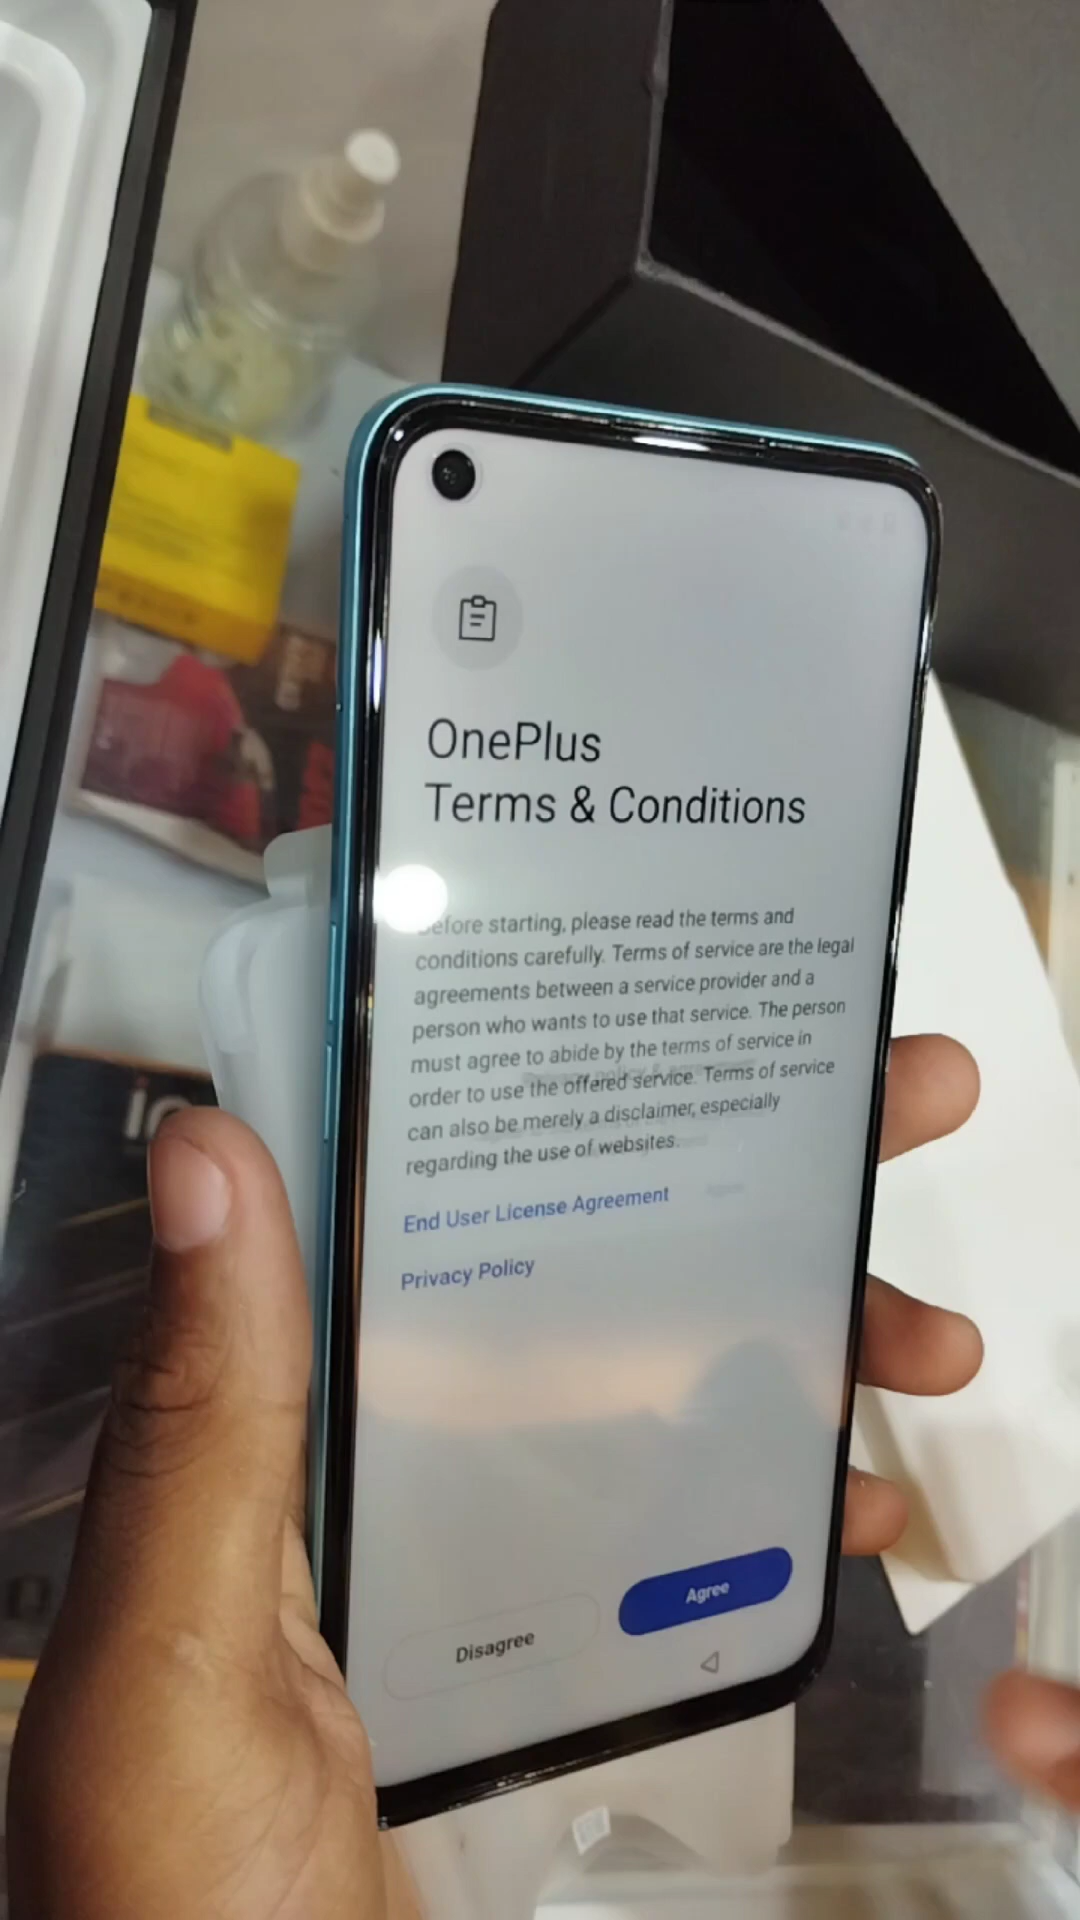 OnePlus
Terms & Conditions
Before starting, please read the terms and
conditions carefully. Terms of service are the legal
agreements between a service provider and a
person who wants to use that service. The person
must agree to abide by the terms of service in
order to use the offered service. Terms of service
can also be merely a disclaimer, especially
regarding the use of websites.
End User License Agreement
Privacy Policy
Disagree
Agree